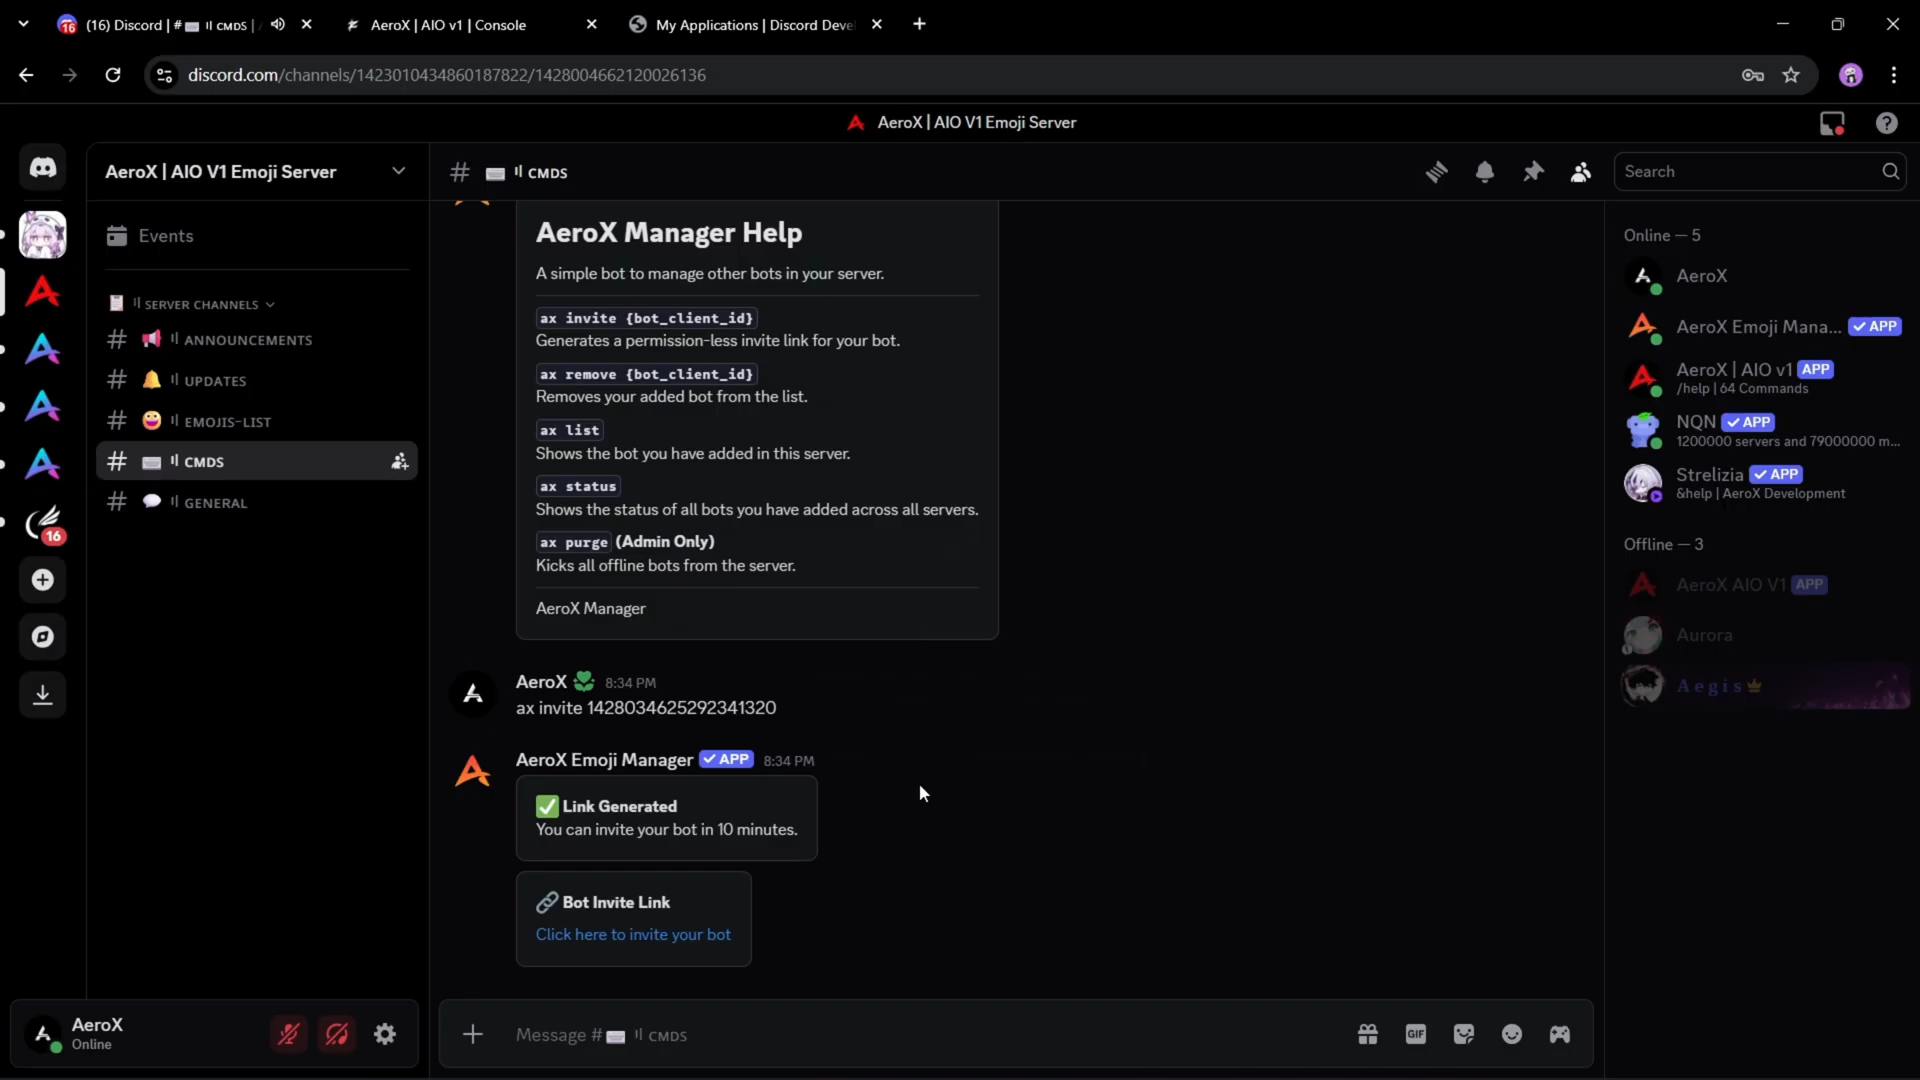 16
(16) Discord | #
CMDS |
AeroX | AIO v1 | Console
My Applications | Discord Deve
discord.com/channels/1423010434860187822/1428004662120026136
AeroX | AIO V1 Emoji Server
AeroX | AIO V1 Emoji Server
# CMDS
Search
Events
SERVER CHANNELS
# ANNOUNCEMENTS
# UPDATES
# EMOJIS-LIST
# CMDS
# GENERAL
16
AeroX
Online
AeroX Manager Help
A simple bot to manage other bots in your server.
ax invite {bot_client_id}
Generates a permission-less invite link for your bot.
ax remove {bot_client_id}
Removes your added bot from the list.
ax list
Shows the bot you have added in this server.
ax status
Shows the status of all bots you have added across all servers.
ax purge (Admin Only)
Kicks all offline bots from the server.
AeroX Manager
AeroX 8:34 PM
ax invite 1428034625292341320
AeroX Emoji Manager ✓ APP 8:34 PM
✅ Link Generated
You can invite your bot in 10 minutes.
🔗 Bot Invite Link
Click here to invite your bot
Message # CMDS
GIF
Online — 5
AeroX
AeroX Emoji Mana... ✓ APP
AeroX | AIO v1 APP
/help | 64 Commands
NQN ✓ APP
1200000 servers and 79000000 m...
Strelizia ✓ APP
&help | AeroX Development
Offline — 3
AeroX AIO V1 APP
Aurora
Aegis